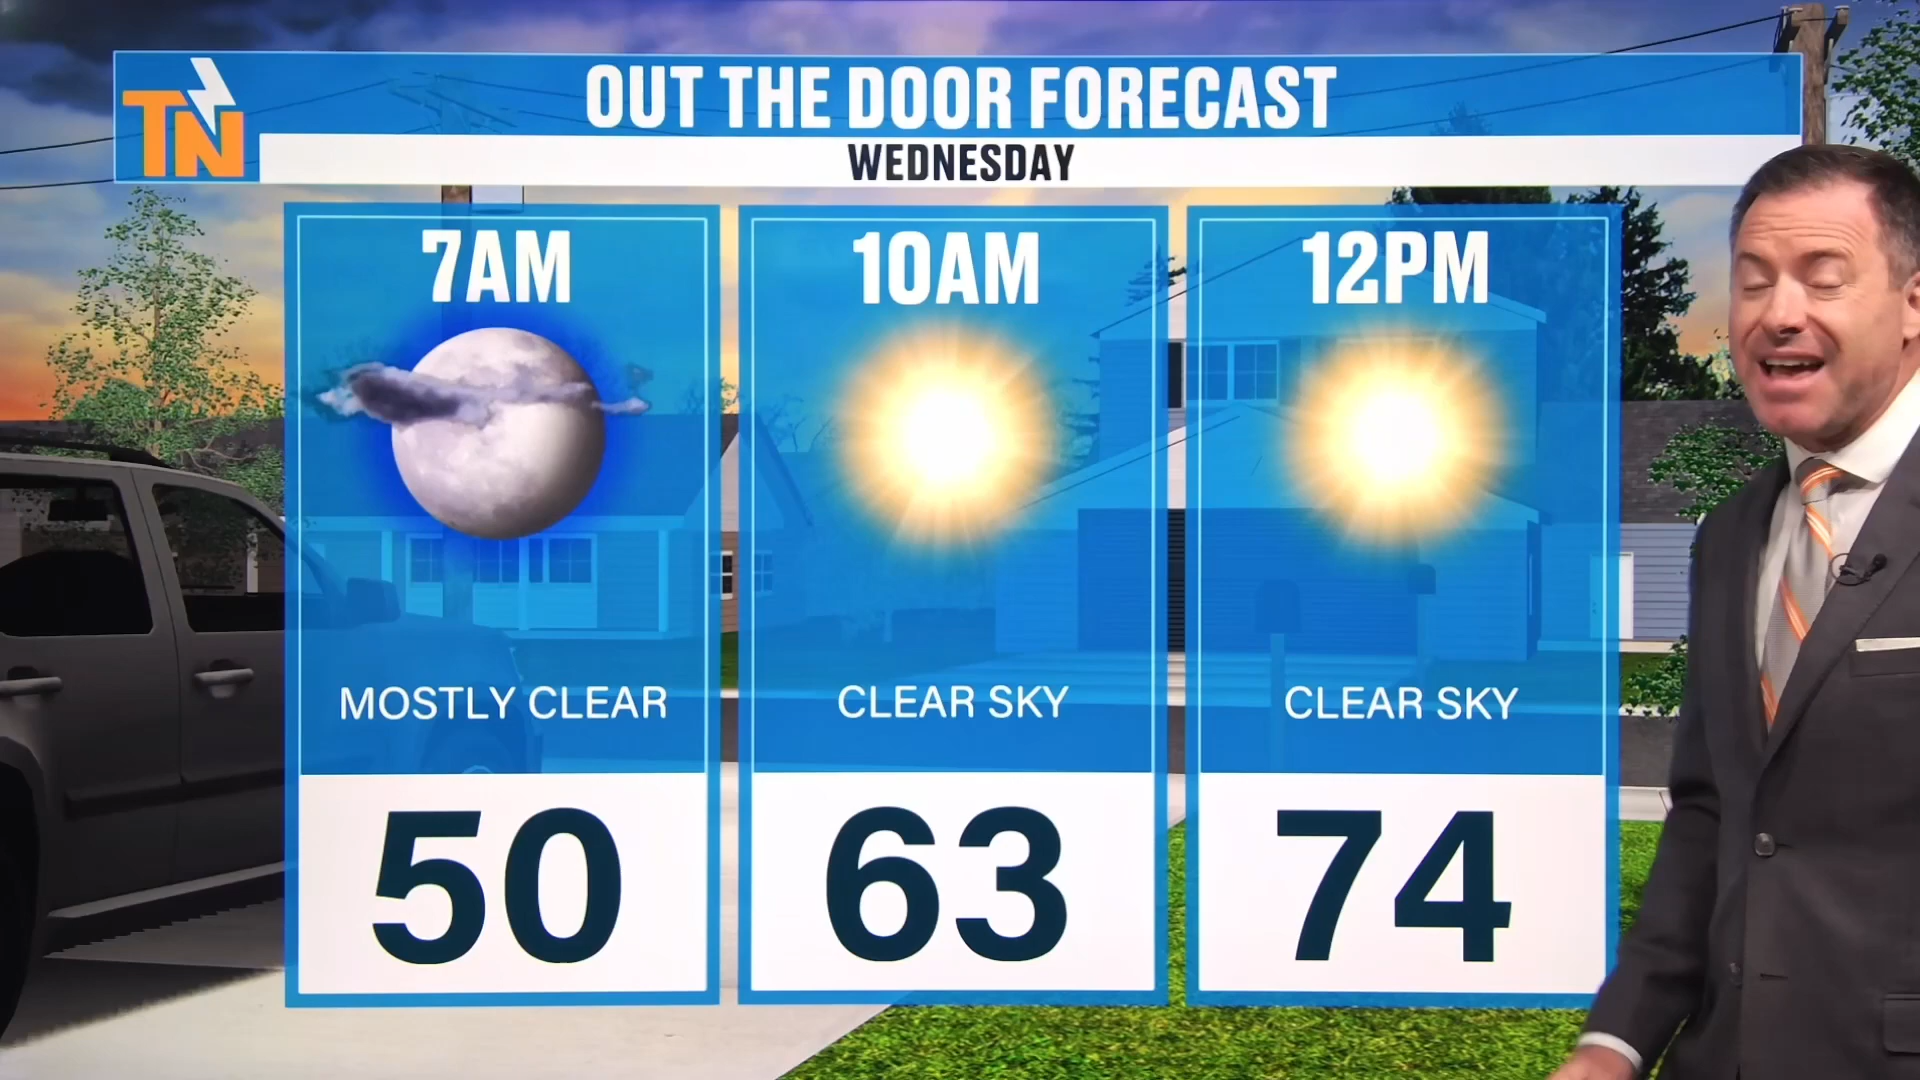 TN
OUT THE DOOR FORECAST
WEDNESDAY
7AM
10AM
12PM
MOSTLY CLEAR
CLEAR SKY
CLEAR SKY
50
63
74